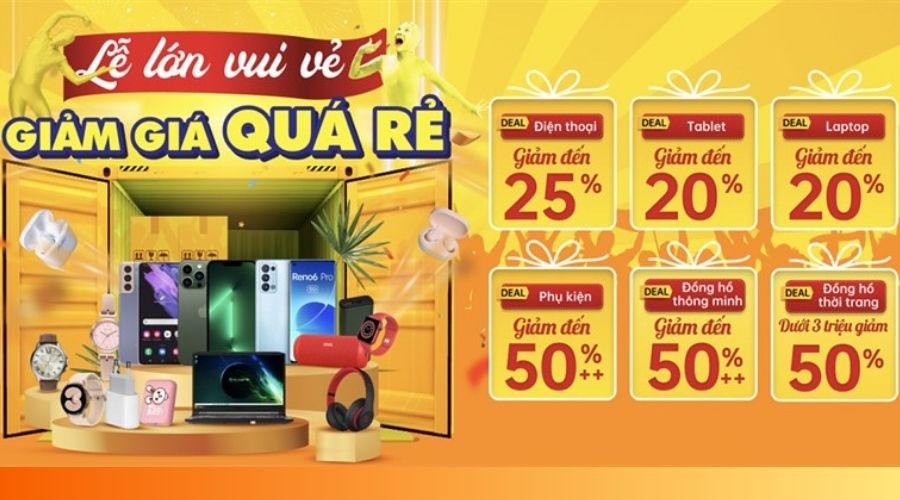 Lễ lớn vui vẻ
GIẢM GIÁ QUÁ RẺ
DEAL Điện thoại
Giảm đến
25%
DEAL Tablet
Giảm đến
20%
DEAL Laptop
Giảm đến
20%
DEAL Phụ kiện
Giảm đến
50%++
DEAL Đồng hồ
thông minh
Giảm đến
50%++
DEAL Đồng hồ
thời trang
Dưới 3 triệu giảm
50%
Reno6 Pro
5G